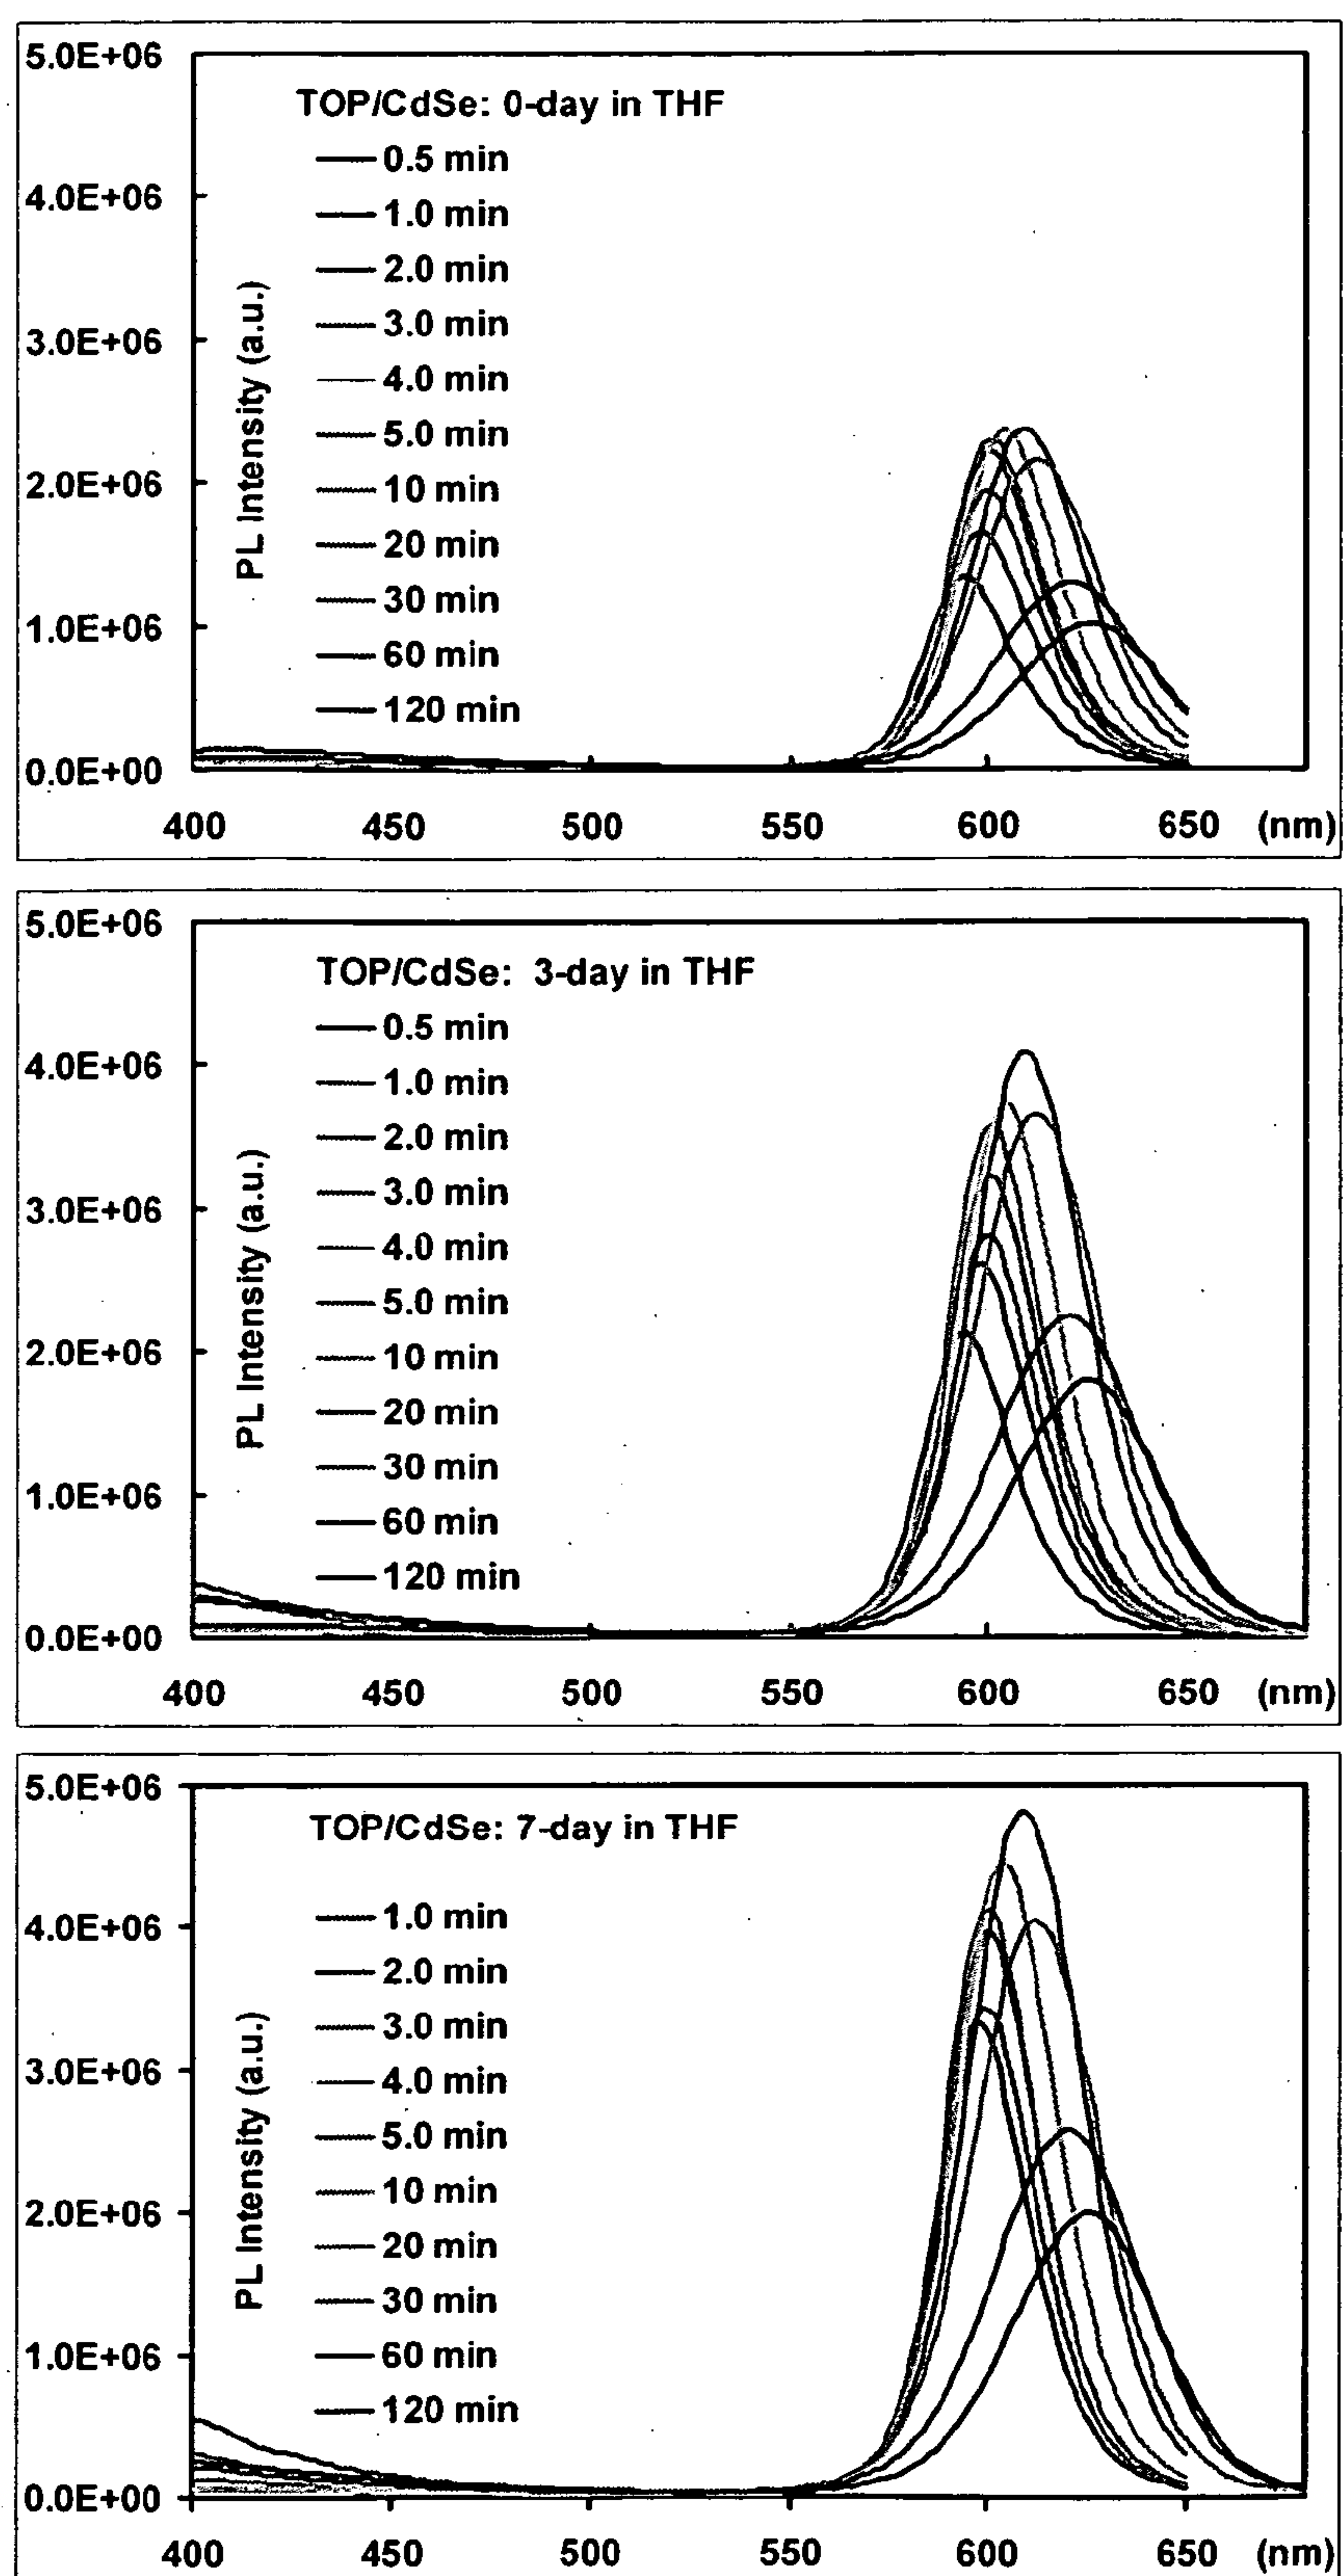 5.0E+06
4.0E+06
3.0E+06
2.0E+06
1.0E+06
0.0E+00
PL Intensity (a.u.)
TOP/CdSe: 0-day in THF
0.5 min
1.0 min
2.0 min
3.0 min
4.0 min
5.0 min
10 min
20 min
30 min
60 min
120 min
400 450 500 550 600 650 (nm)
5.0E+06
4.0E+06
3.0E+06
2.0E+06
1.0E+06
0.0E+00
PL Intensity (a.u.)
TOP/CdSe: 3-day in THF
0.5 min
1.0 min
2.0 min
3.0 min
4.0 min
5.0 min
10 min
20 min
30 min
60 min
120 min
400 450 500 550 600 650 (nm)
5.0E+06
4.0E+06
3.0E+06
2.0E+06
1.0E+06
0.0E+00
PL Intensity (a.u.)
TOP/CdSe: 7-day in THF
1.0 min
2.0 min
3.0 min
4.0 min
5.0 min
10 min
20 min
30 min
60 min
120 min
400 450 500 550 600 650 (nm)